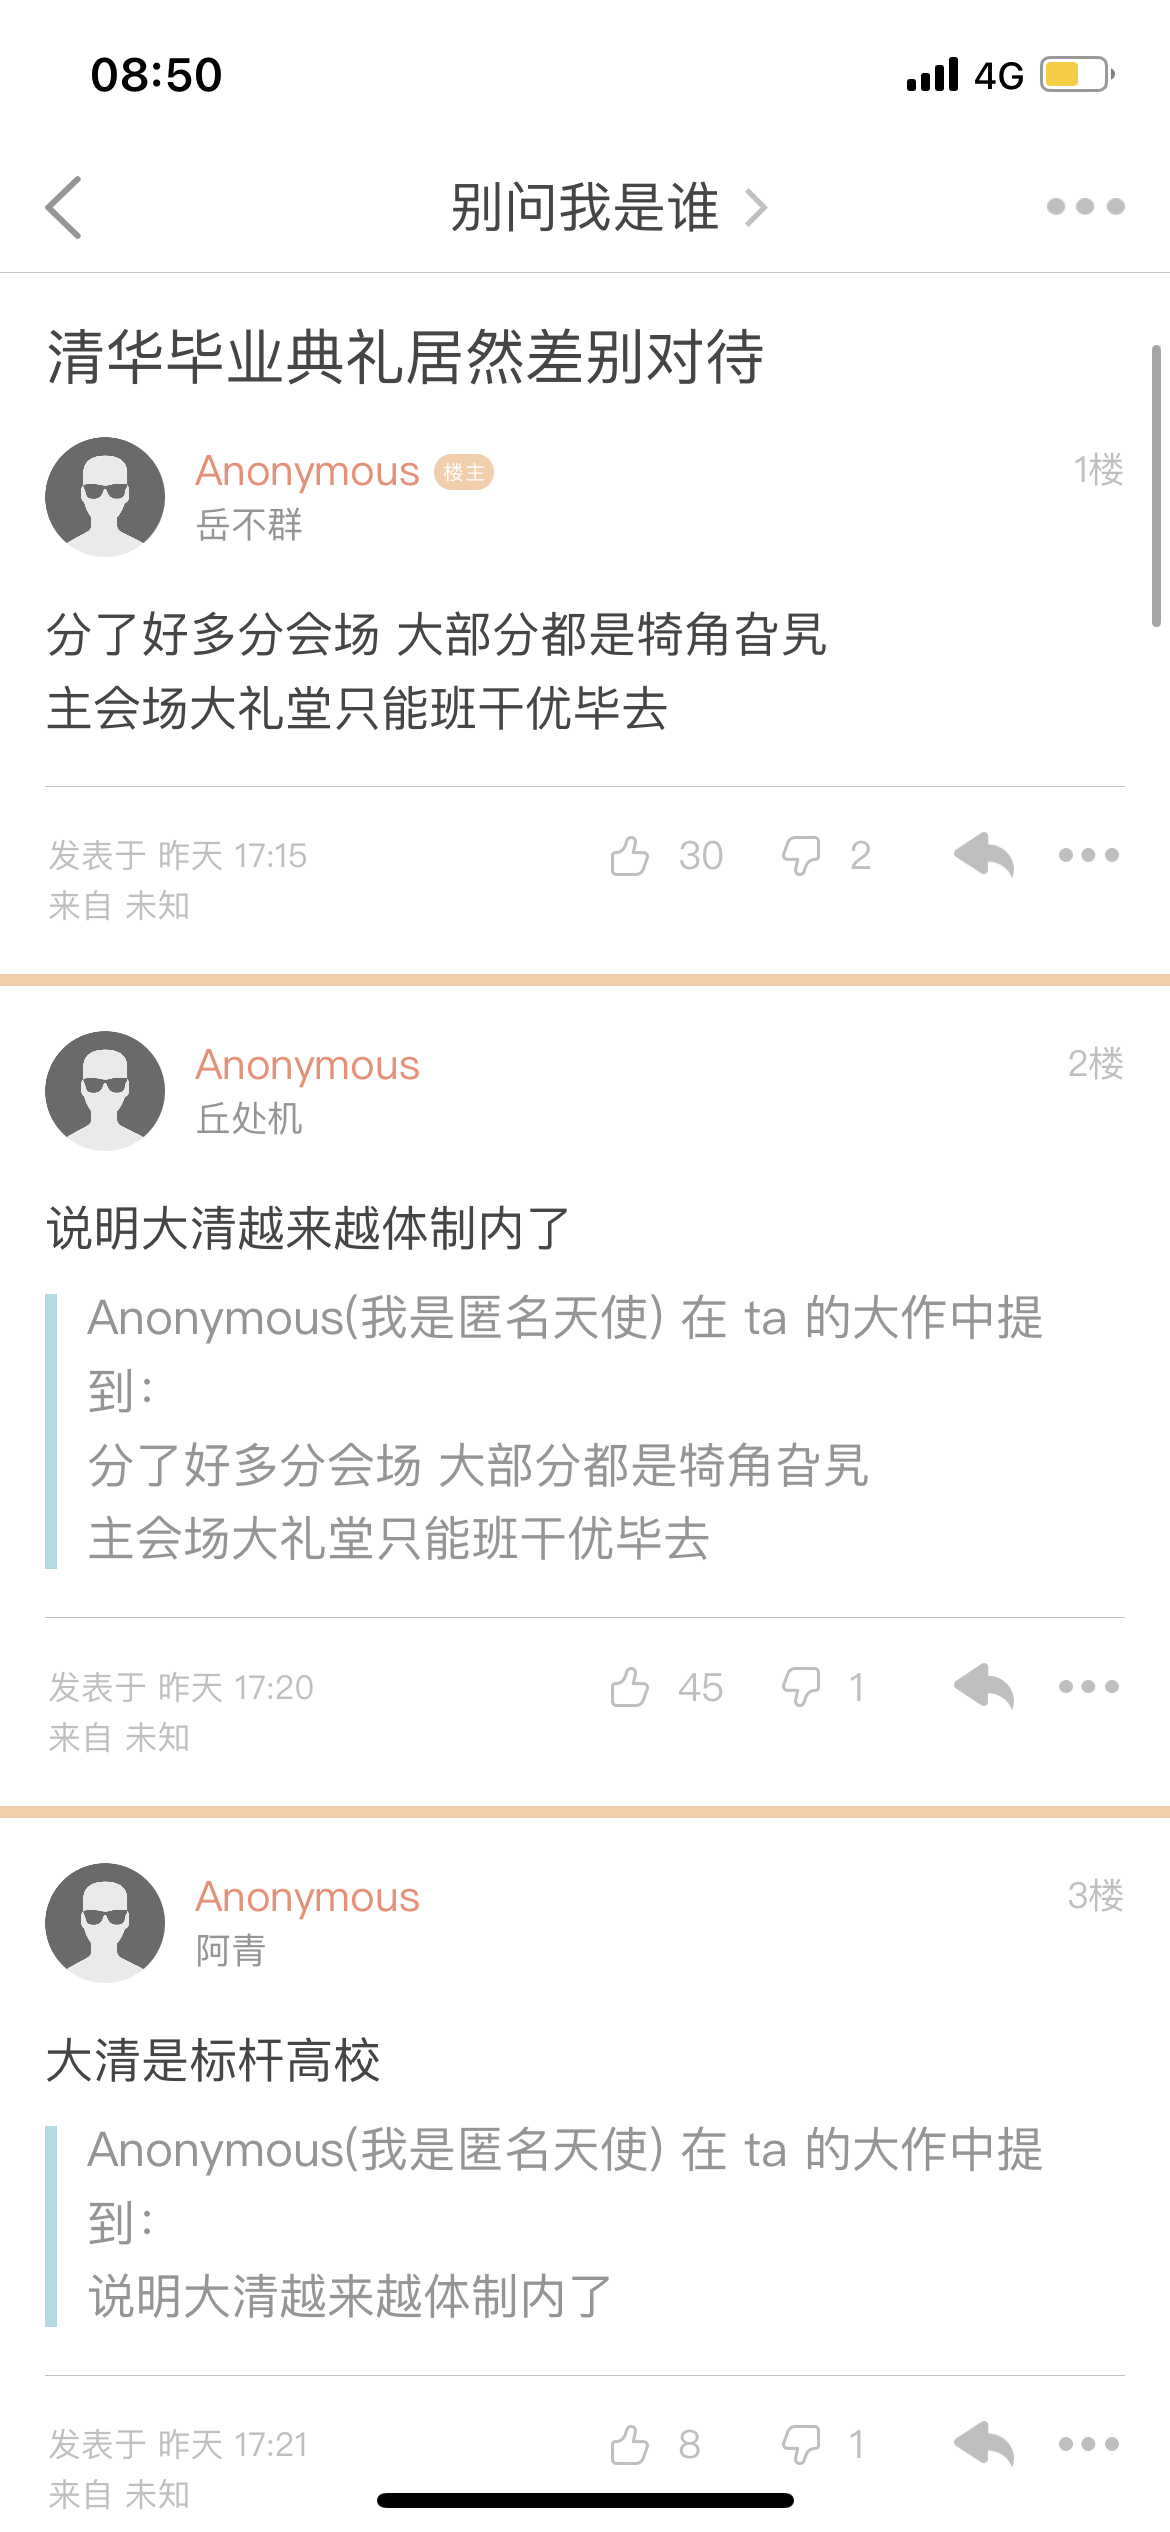 08:50
4G
别问我是谁
清华毕业典礼居然差别对待
Anonymous 楼主
1楼
岳不群
分了好多分会场 大部分都是犄角旮旯
主会场大礼堂只能班干优毕去
发表于 昨天 17:15
30
2
来自 未知
Anonymous
2楼
丘处机
说明大清越来越体制内了
Anonymous(我是匿名天使) 在 ta 的大作中提
到:
分了好多分会场 大部分都是犄角旮旯
主会场大礼堂只能班干优毕去
发表于 昨天 17:20
45
1
来自 未知
Anonymous
3楼
阿青
大清是标杆高校
Anonymous(我是匿名天使) 在 ta 的大作中提
到:
说明大清越来越体制内了
发表于 昨天 17:21
8
1
来自 未知